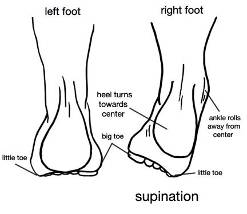 left foot
right foot
heel turns
towards
center
ankle rolls
away from
center
big toe
little toe
little toe
supination